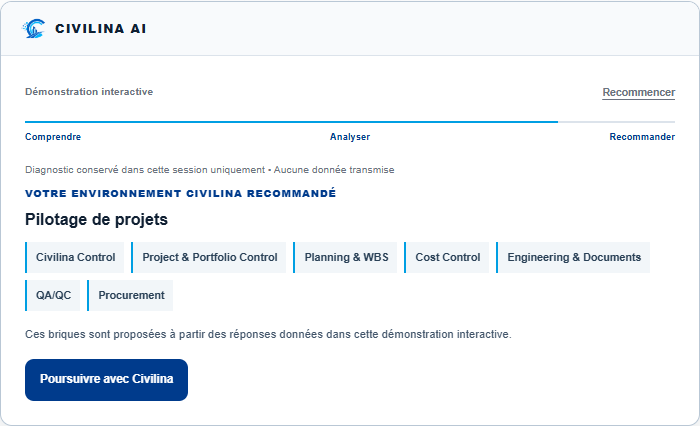 CIVILINA AI
Démonstration interactive
Recommencer
Comprendre
Analyser
Recommander
Diagnostic conservé dans cette session uniquement • Aucune donnée transmise
VOTRE ENVIRONNEMENT CIVILINA RECOMMANDÉ
Pilotage de projets
Civilina Control
Project & Portfolio Control
Planning & WBS
Cost Control
Engineering & Documents
QA/QC
Procurement
Ces briques sont proposées à partir des réponses données dans cette démonstration interactive.
Poursuivre avec Civilina